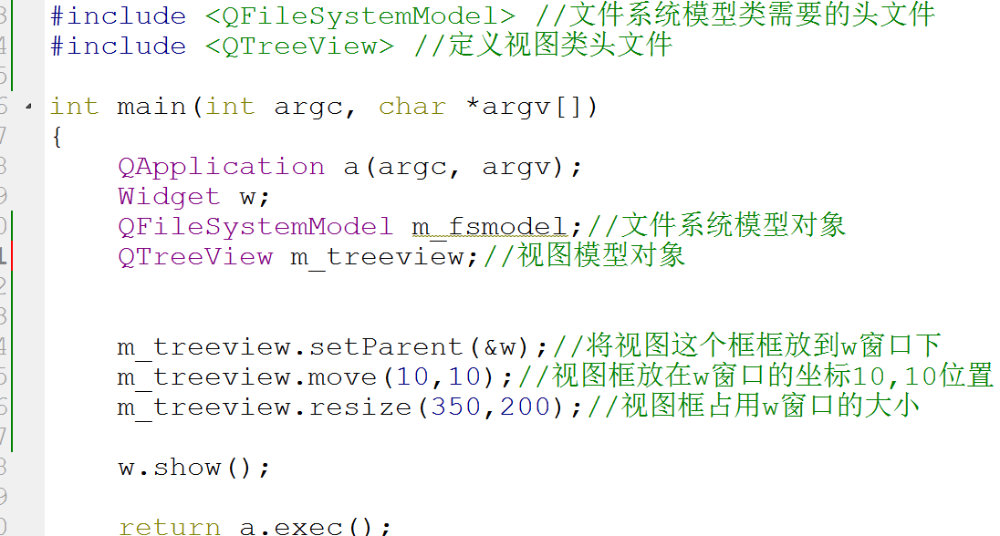 #include <QFileSystemModel> //文件系统模型类需要的头文件
#include <QTreeView> //定义视图类头文件
int main(int argc, char *argv[])
{
QApplication a(argc, argv);
Widget w;
QFileSystemModel m_fsmodel;//文件系统模型对象
QTreeView m_treeview;//视图模型对象
m_treeview.setParent(&w);//将视图这个框框放到w窗口下
m_treeview.move(10,10);//视图框放在w窗口的坐标10,10位置
m_treeview.resize(350,200);//视图框占用w窗口的大小
w.show();
return a.exec();